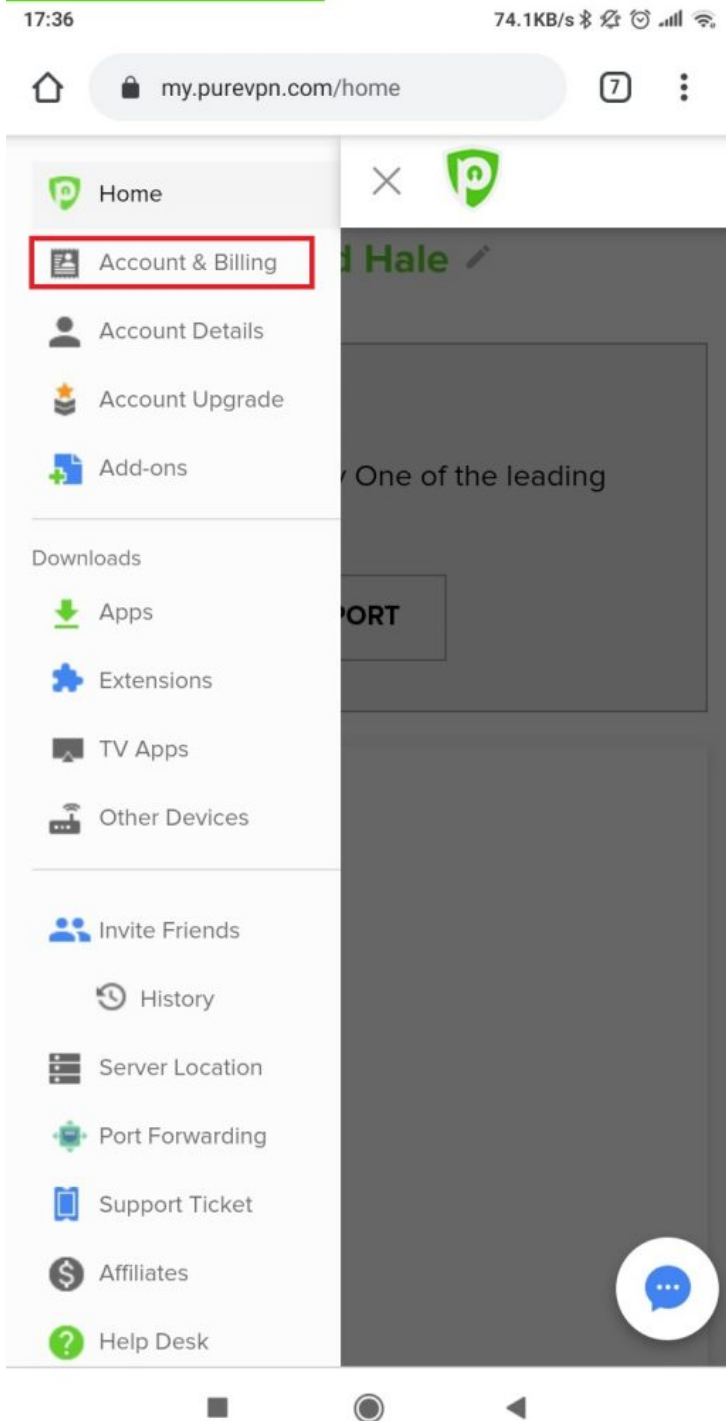 17:36
74.1KB/s
my.purevpn.com/home
7
Home
Account & Billing
Hale
Account Details
Account Upgrade
Add-ons
One of the leading
Downloads
Apps
PORT
Extensions
TV Apps
Other Devices
Invite Friends
History
Server Location
Port Forwarding
Support Ticket
Affiliates
Help Desk